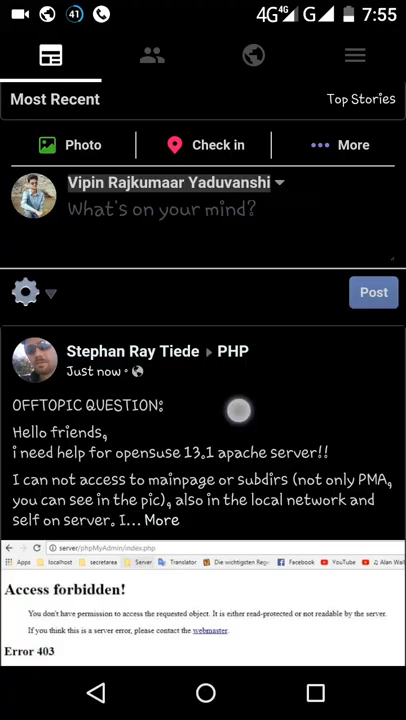 41 4G 4G G 7:55
Most Recent Top Stories
Photo Check in More
Vipin Rajkumaar Yaduvanshi
What's on your mind?
Post
Stephan Ray Tiede PHP
Just now
OFFTOPIC QUESTION:
Hello friends,
i need help for opensuse 13.1 apache server!!
I can not access to mainpage or subdirs (not only PMA,
you can see in the pic), also in the local network and
self on server. I... More
server/phpMyAdmin/index.php
Apps localhost secretarea Server Translator Die wichtigsten Rege Facebook YouTube Alan Wal
Access forbidden!
You don't have permission to access the requested object. It is either read-protected or not readable by the server.
If you think this is a server error, please contact the webmaster.
Error 403